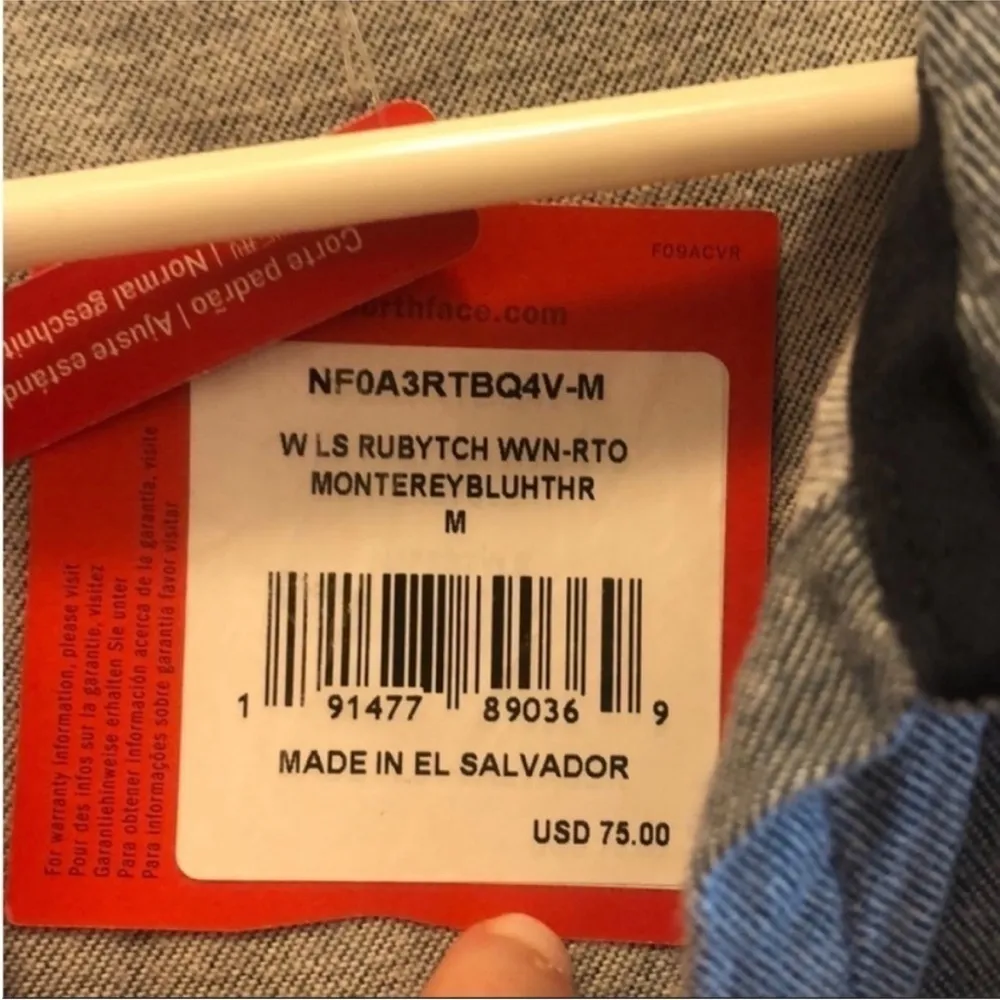 Corte padrão | Ajuste estánd
| Normal geschnitt
F09ACVR
rthface.com
NF0A3RTBQ4V-M
W LS RUBYTCH WVN-RTO
MONTEREYBLUHTHR
M
1 91477 89036 9
MADE IN EL SALVADOR
USD 75.00
For warranty information, please visit
Pour des infos sur la garantie, visitez
Garantiehinweise erhalten Sie unter
Para obtener información acerca de la garantía, visite
Para informações sobre garantia favor visitar